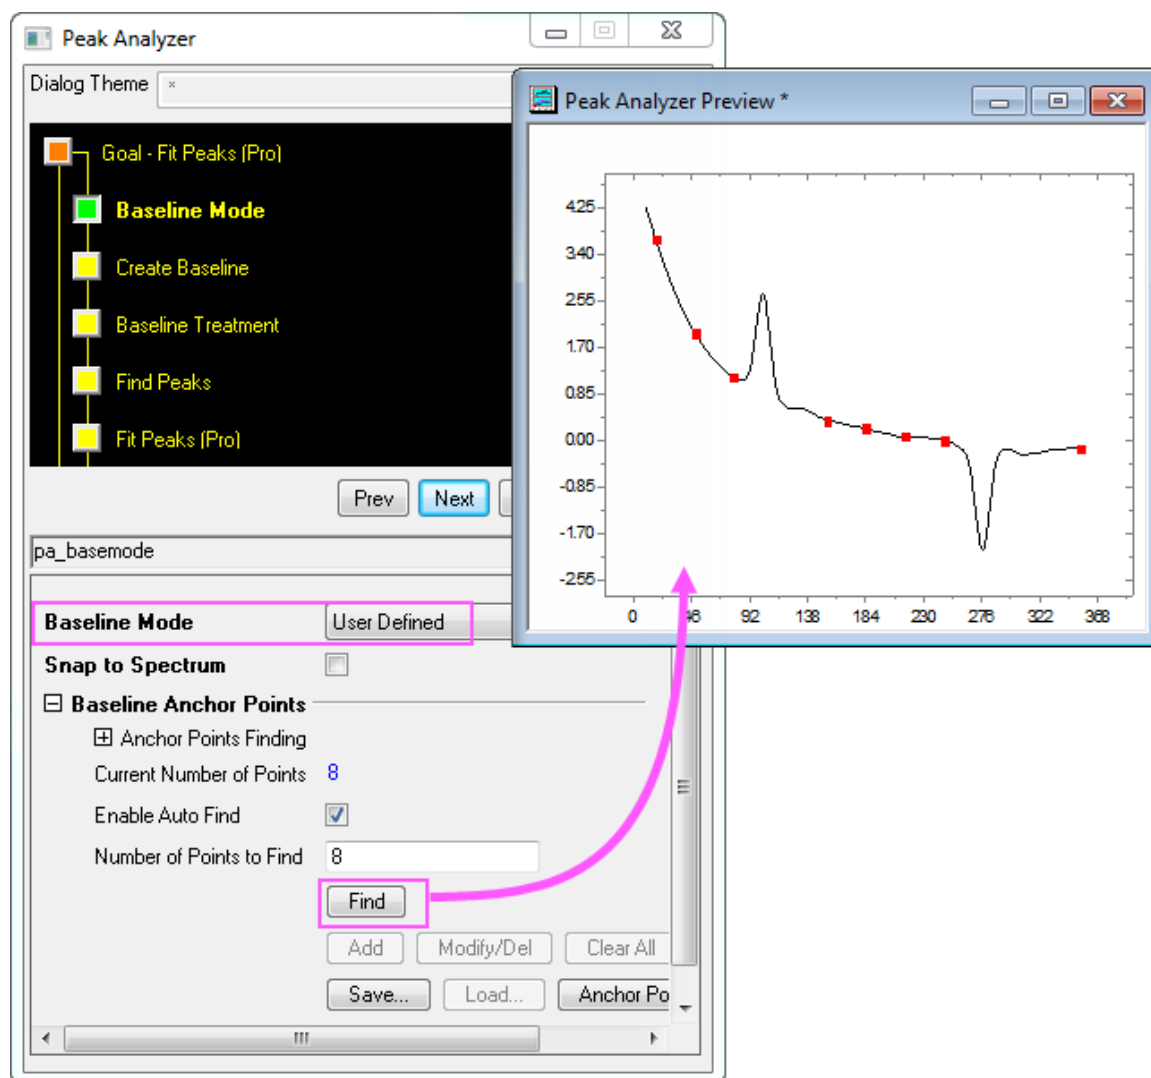 Peak Analyzer
Dialog Theme *
Peak Analyzer Preview *
Goal - Fit Peaks (Pro)
Baseline Mode
Create Baseline
Baseline Treatment
Find Peaks
Fit Peaks (Pro)
Prev Next
pa_basemode
4.25
3.40
2.55
1.70
0.85
0.00
-0.85
-1.70
-2.55
0 46 92 138 184 230 276 322 368
Baseline Mode User Defined
Snap to Spectrum
Baseline Anchor Points
Anchor Points Finding
Current Number of Points 8
Enable Auto Find
Number of Points to Find 8
Find
Add Modify/Del Clear All
Save... Load... Anchor Po